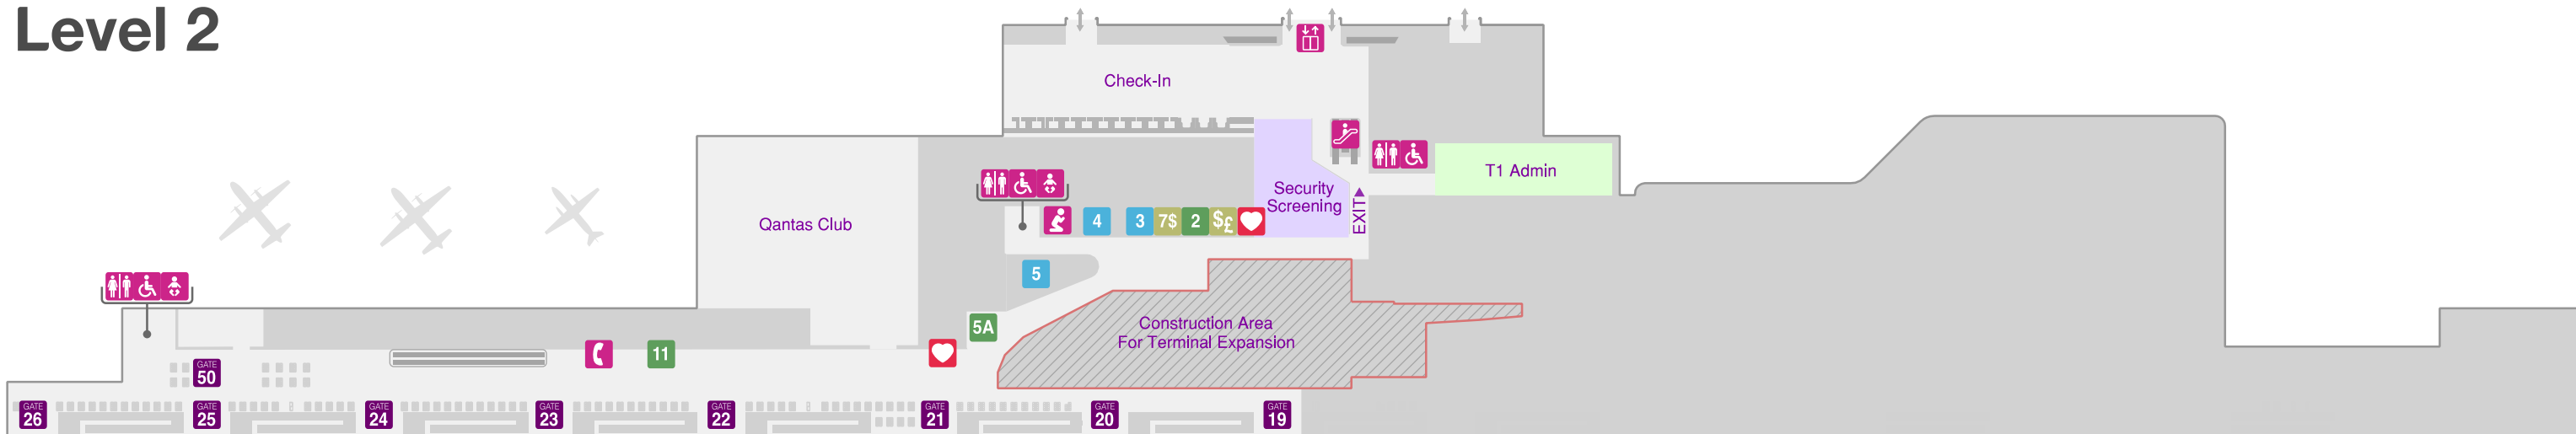 Level 2
Check-In
T1 Admin
Security
Screening
EXIT
Qantas Club
4
3
7$
2
$£
5
5A
Construction Area
For Terminal Expansion
11
GATE
50
GATE
26
GATE
25
GATE
24
GATE
23
GATE
22
GATE
21
GATE
20
GATE
19